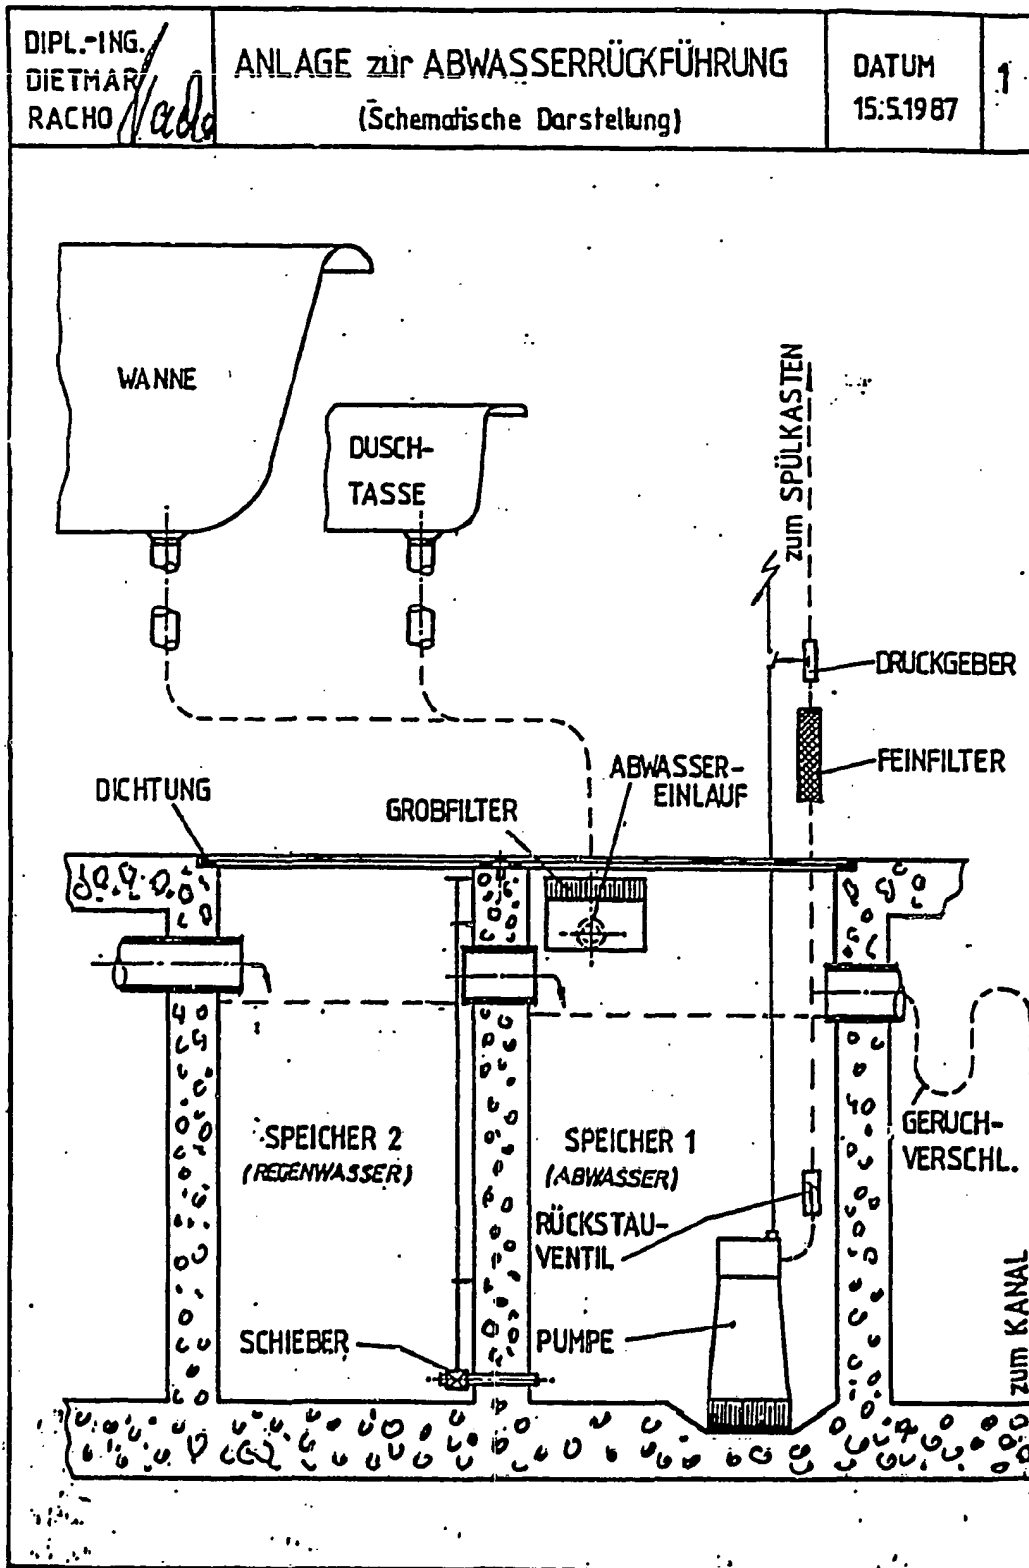 DIPL.-ING.
DIETMAR
RACHO
ANLAGE zur ABWASSERRÜCKFÜHRUNG
(Schematische Darstellung)
DATUM
15.5.1987
1
WANNE
DUSCH-
TASSE
zum SPÜLKASTEN
DRUCKGEBER
FEINFILTER
ABWASSER-
EINLAUF
DICHTUNG
GROBFILTER
SPEICHER 2
(REGENWASSER)
SPEICHER 1
(ABWASSER)
GERUCH-
VERSCHL.
RÜCKSTAU-
VENTIL
SCHIEBER
PUMPE
zum KANAL